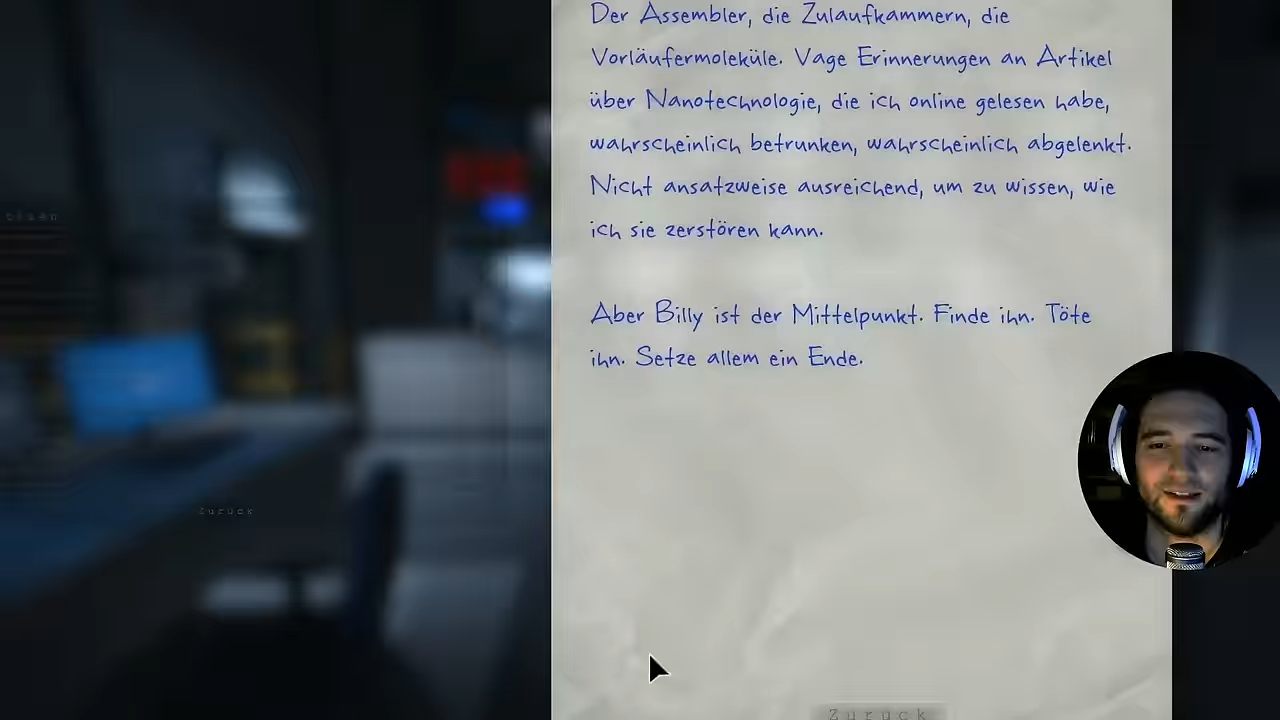 Der Assembler, die Zulaufkammern, die
Vorläufermoleküle. Vage Erinnerungen an Artikel
über Nanotechnologie, die ich online gelesen habe,
wahrscheinlich betrunken, wahrscheinlich abgelenkt.
Nicht ansatzweise ausreichend, um zu wissen, wie
ich sie zerstören kann.
Aber Billy ist der Mittelpunkt. Finde ihn. Töte
ihn. Setze allem ein Ende.
Zurück
Zurück